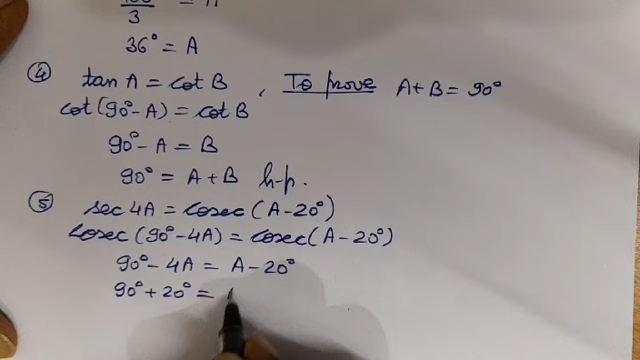 3 = A
36° = A
④ tan A = cot B , To prove A + B = 90°
cot (90° - A) = cot B
90° - A = B
90° = A + B h-p.
⑤ sec 4A = cosec (A - 20°)
cosec (90° - 4A) = cosec (A - 20°)
90° - 4A = A - 20°
90° + 20° =